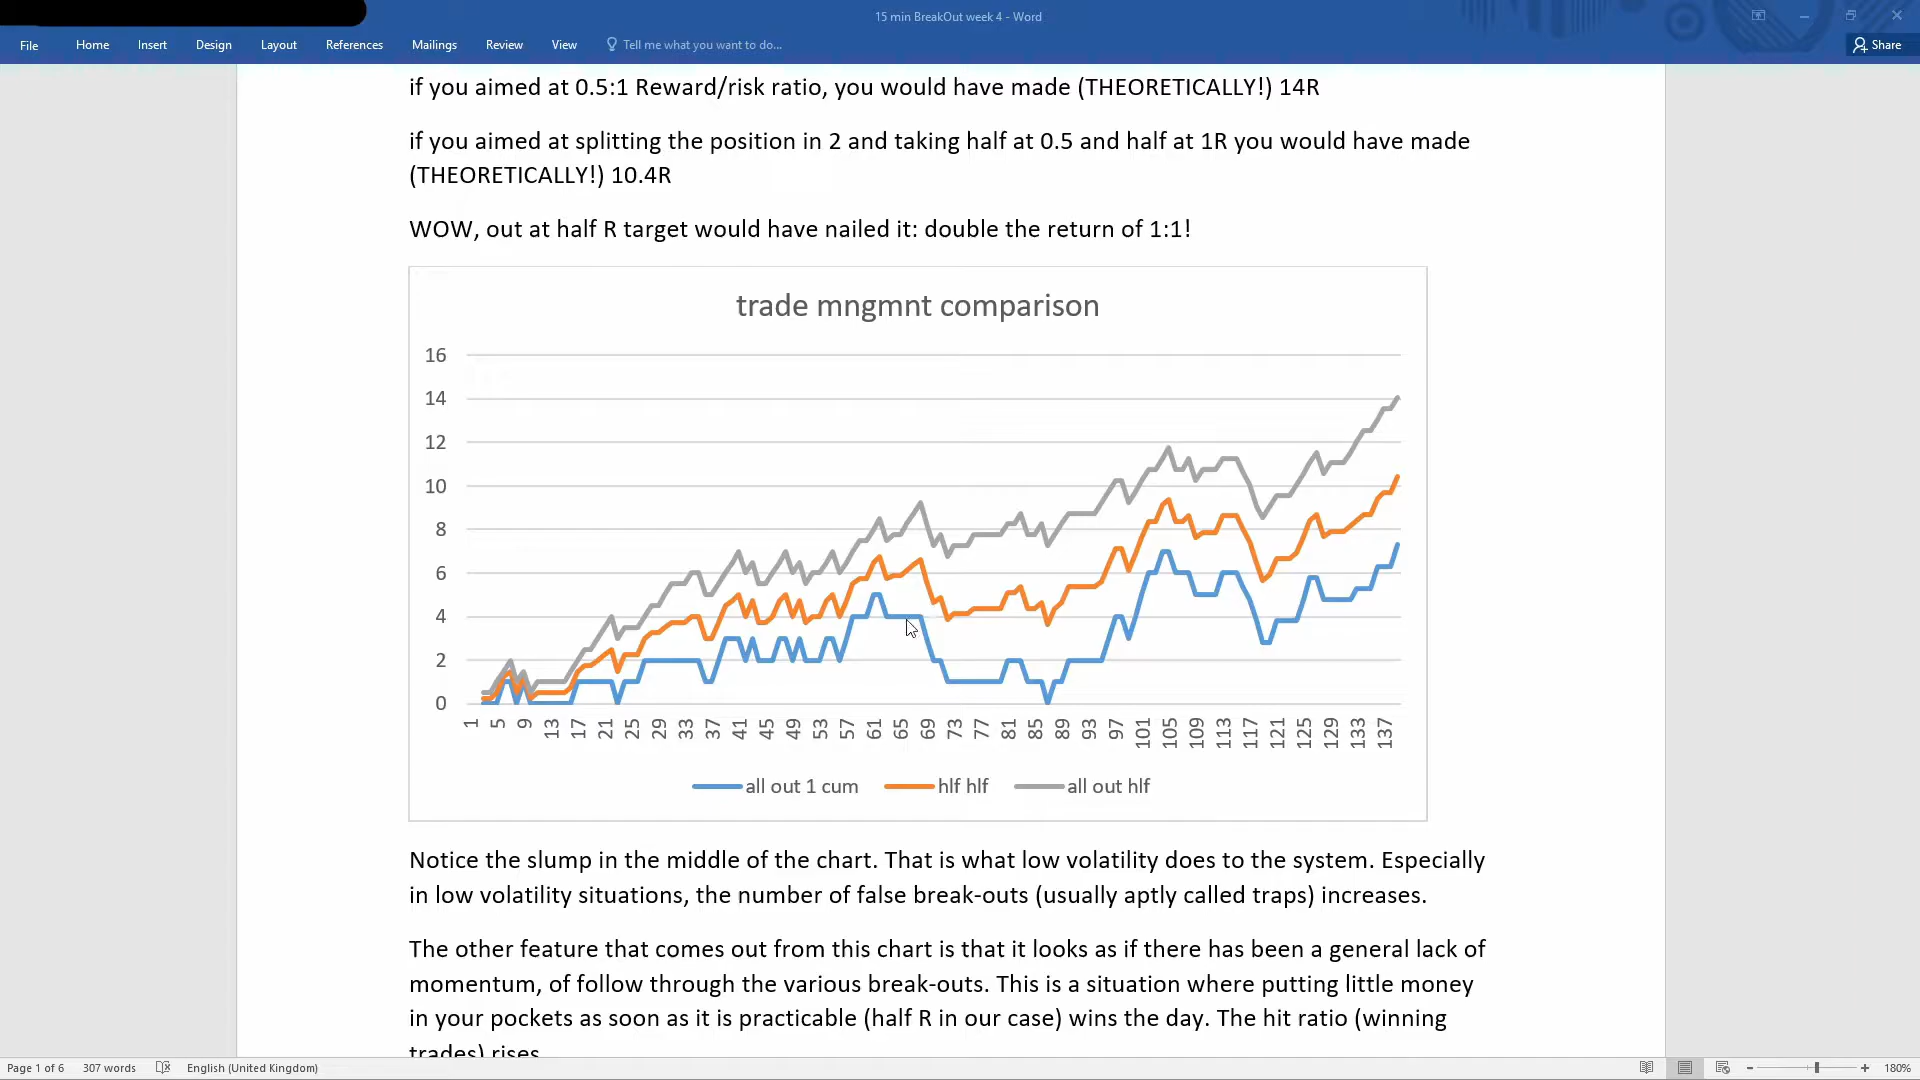 15 min BreakOut week 4 - Word
File Home Insert Design Layout References Mailings Review View Tell me what you want to do... Share
if you aimed at 0.5:1 Reward/risk ratio, you would have made (THEORETICALLY!) 14R
if you aimed at splitting the position in 2 and taking half at 0.5 and half at 1R you would have made
(THEORETICALLY!) 10.4R
WOW, out at half R target would have nailed it: double the return of 1:1!
trade mngmnt comparison
16
14
12
10
8
6
4
2
0
1 5 9 13 17 21 25 29 33 37 41 45 49 53 57 61 65 69 73 77 81 85 89 93 97 101 105 109 113 117 121 125 129 133 137
all out 1 cum hlf hlf all out hlf
Notice the slump in the middle of the chart. That is what low volatility does to the system. Especially
in low volatility situations, the number of false break-outs (usually aptly called traps) increases.
The other feature that comes out from this chart is that it looks as if there has been a general lack of
momentum, of follow through the various break-outs. This is a situation where putting little money
in your pockets as soon as it is practicable (half R in our case) wins the day. The hit ratio (winning
trades) rises.
Page 1 of 6 307 words English (United Kingdom) 180%